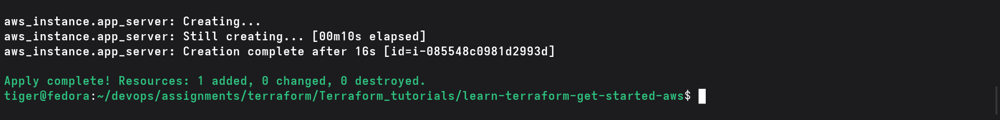 aws_instance.app_server: Creating...
aws_instance.app_server: Still creating... [00m10s elapsed]
aws_instance.app_server: Creation complete after 16s [id=i-085548c0981d2993d]
Apply complete! Resources: 1 added, 0 changed, 0 destroyed.
tiger@fedora:~/devops/assignments/terraform/Terraform_tutorials/learn-terraform-get-started-aws$